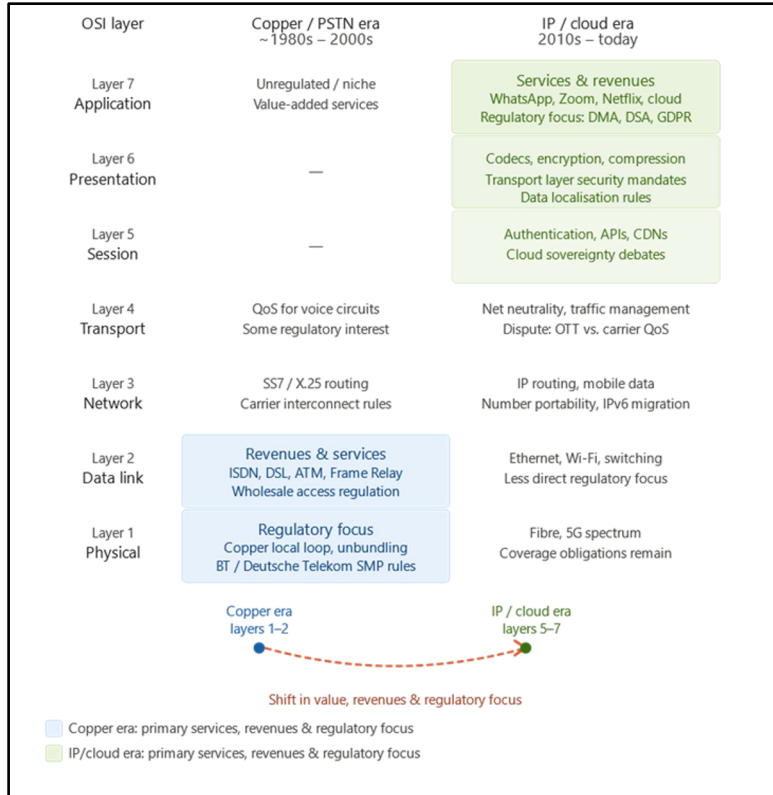 OSI layer
Copper / PSTN era
~1980s – 2000s
IP / cloud era
2010s – today
Layer 7
Application
Unregulated / niche
Value-added services
Services & revenues
WhatsApp, Zoom, Netflix, cloud
Regulatory focus: DMA, DSA, GDPR
Layer 6
Presentation
—
Codecs, encryption, compression
Transport layer security mandates
Data localisation rules
Layer 5
Session
—
Authentication, APIs, CDNs
Cloud sovereignty debates
Layer 4
Transport
QoS for voice circuits
Some regulatory interest
Net neutrality, traffic management
Dispute: OTT vs. carrier QoS
Layer 3
Network
SS7 / X.25 routing
Carrier interconnect rules
IP routing, mobile data
Number portability, IPv6 migration
Layer 2
Data link
Revenues & services
ISDN, DSL, ATM, Frame Relay
Wholesale access regulation
Ethernet, Wi-Fi, switching
Less direct regulatory focus
Layer 1
Physical
Regulatory focus
Copper local loop, unbundling
BT / Deutsche Telekom SMP rules
Fibre, 5G spectrum
Coverage obligations remain
Copper era
layers 1–2
IP / cloud era
layers 5–7
Shift in value, revenues & regulatory focus
Copper era: primary services, revenues & regulatory focus
IP/cloud era: primary services, revenues & regulatory focus